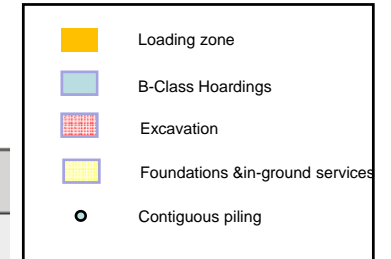 Loading zone
B-Class Hoardings
Excavation
Foundations &in-ground services
Contiguous piling